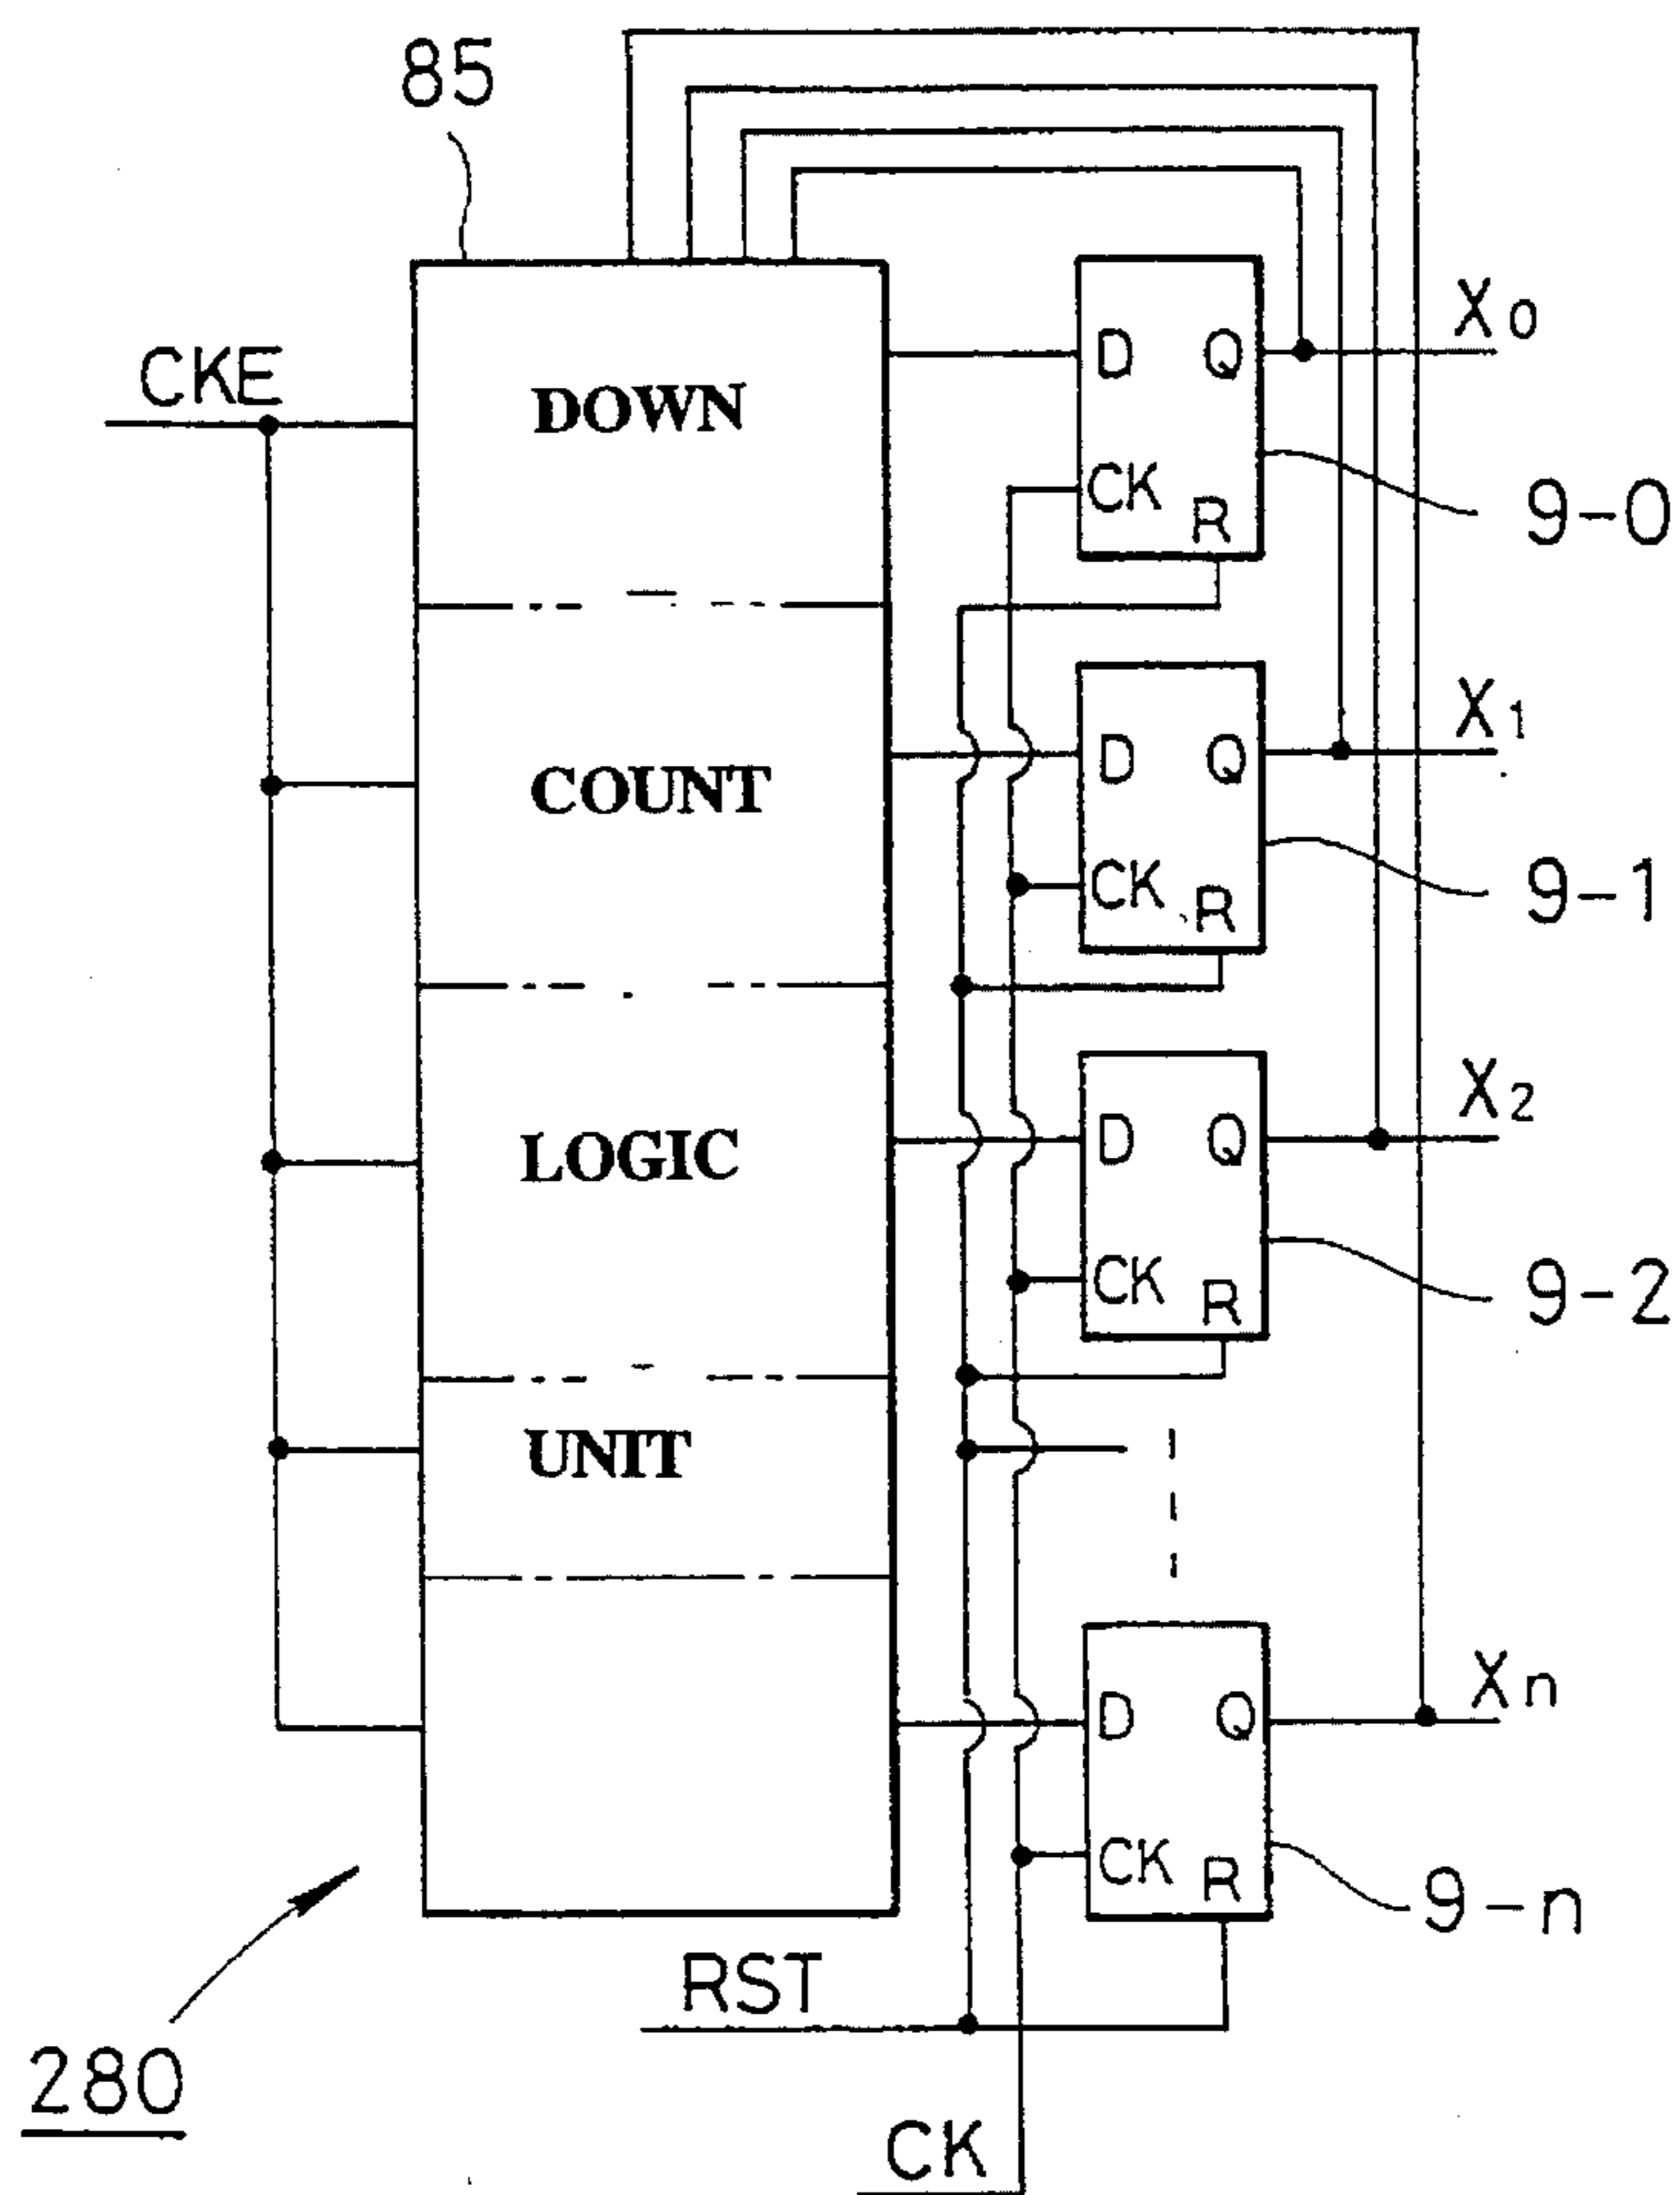 85
CKE
DOWN
COUNT
LOGIC
UNIT
D Q
CK R
X0
9-0
D Q
CK R
X1
9-1
D Q
CK R
X2
9-2
D Q
CK R
Xn
9-n
RST
CK
280